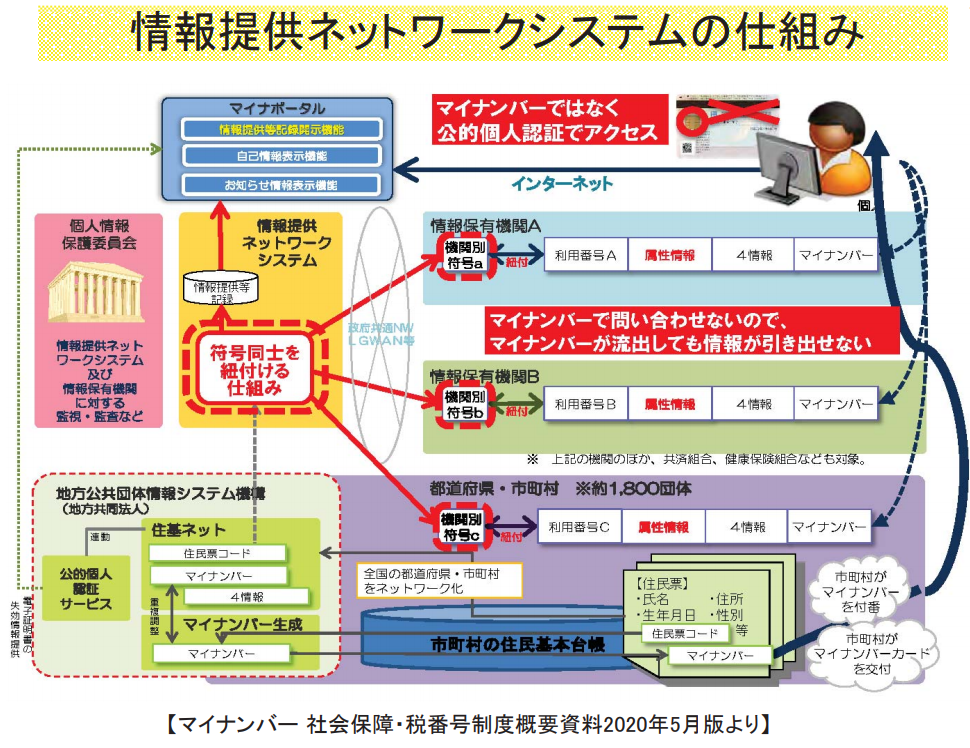 情報提供ネットワークシステムの仕組み
マイナポータル
情報提供等記録開示機能
自己情報表示機能
お知らせ情報表示機能
マイナンバーではなく
公的個人認証でアクセス
インターネット
個人
個人情報
保護委員会
情報提供ネット
ワークシステム
及び
情報保有機関
に対する
監視・監査など
情報提供
ネットワーク
システム
情報提供等
記録
符号同士を
紐付ける
仕組み
政府共通NW
LGWAN等
情報保有機関A
機関別
符号a
紐付
利用番号A
属性情報
4情報
マイナンバー
マイナンバーで問い合わせないので、
マイナンバーが流出しても情報が引き出せない
情報保有機関B
機関別
符号b
紐付
利用番号B
属性情報
4情報
マイナンバー
※ 上記の機関のほか、共済組合、健康保険組合なども対象。
都道府県・市町村 ※約1,800団体
機関別
符号c
紐付
利用番号C
属性情報
4情報
マイナンバー
地方公共団体情報システム機構
(地方共同法人)
連動
住基ネット
住民票コード
マイナンバー
4情報
公的個人
認証
サービス
重複調整
マイナンバー生成
マイナンバー
電子証明書の
失効情報提供
全国の都道府県・市町村
をネットワーク化
市町村の住民基本台帳
【住民票】
・氏名 ・住所
・生年月日 ・性別
等
住民票コード
マイナンバー
市町村が
マイナンバー
を付番
市町村が
マイナンバーカード
を交付
【マイナンバー 社会保障・税番号制度概要資料2020年5月版より】